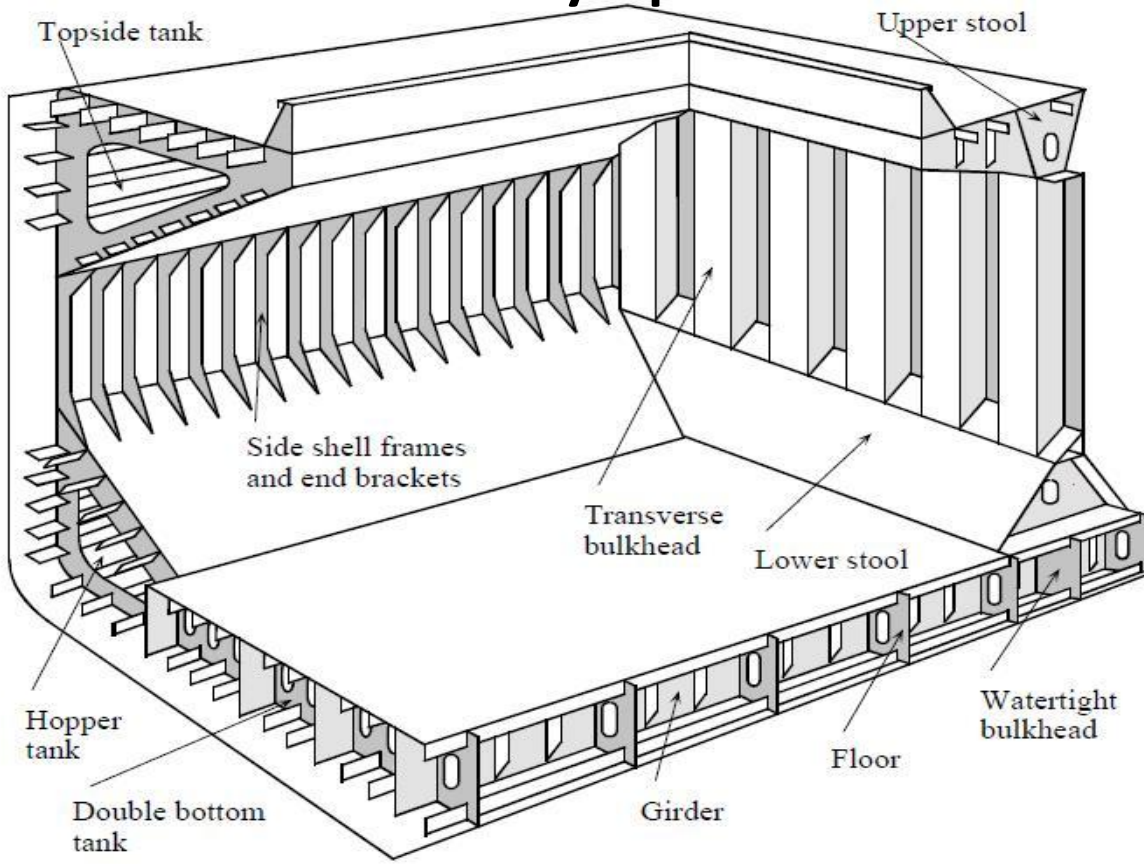 Topside tank
Upper stool
Side shell frames
and end brackets
Transverse
bulkhead
Lower stool
Hopper
tank
Watertight
bulkhead
Floor
Girder
Double bottom
tank